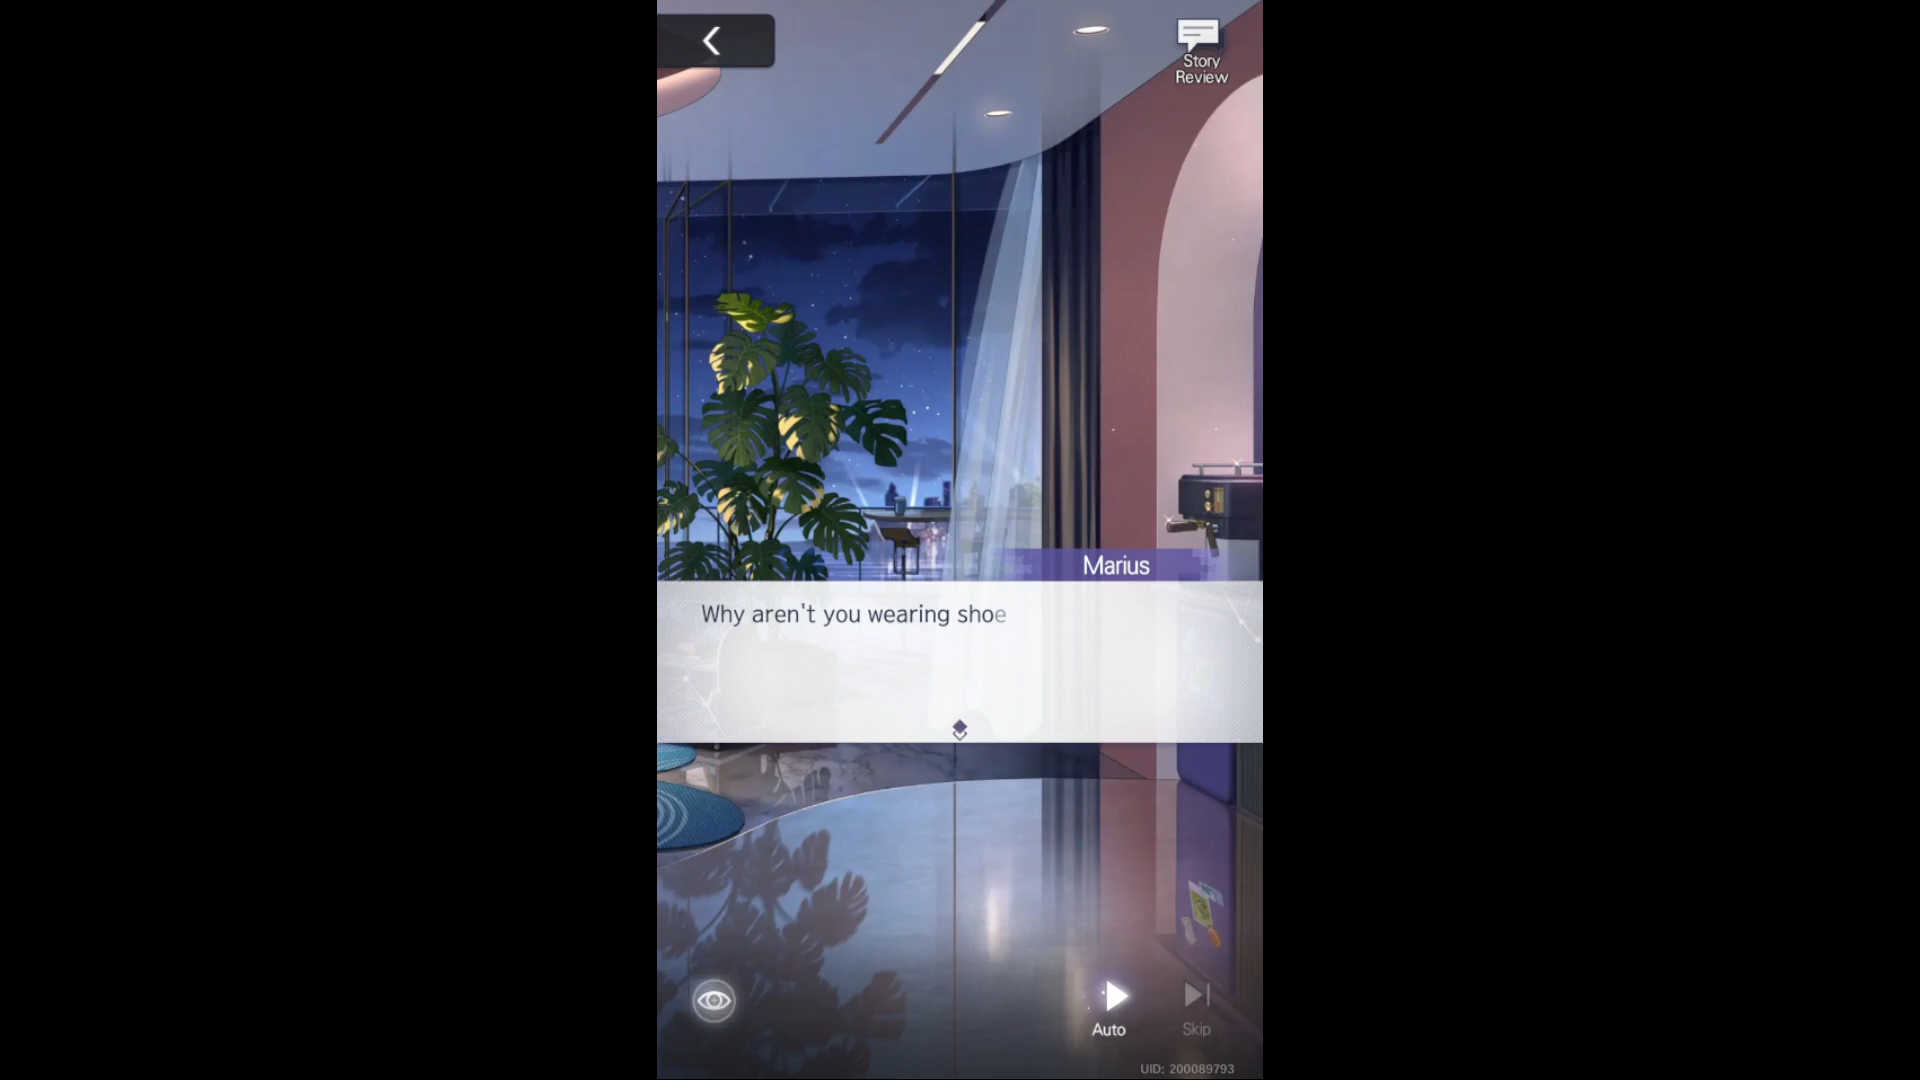 Story
Review
Marius
Why aren't you wearing shoe
Auto
Skip
UID: 200089793